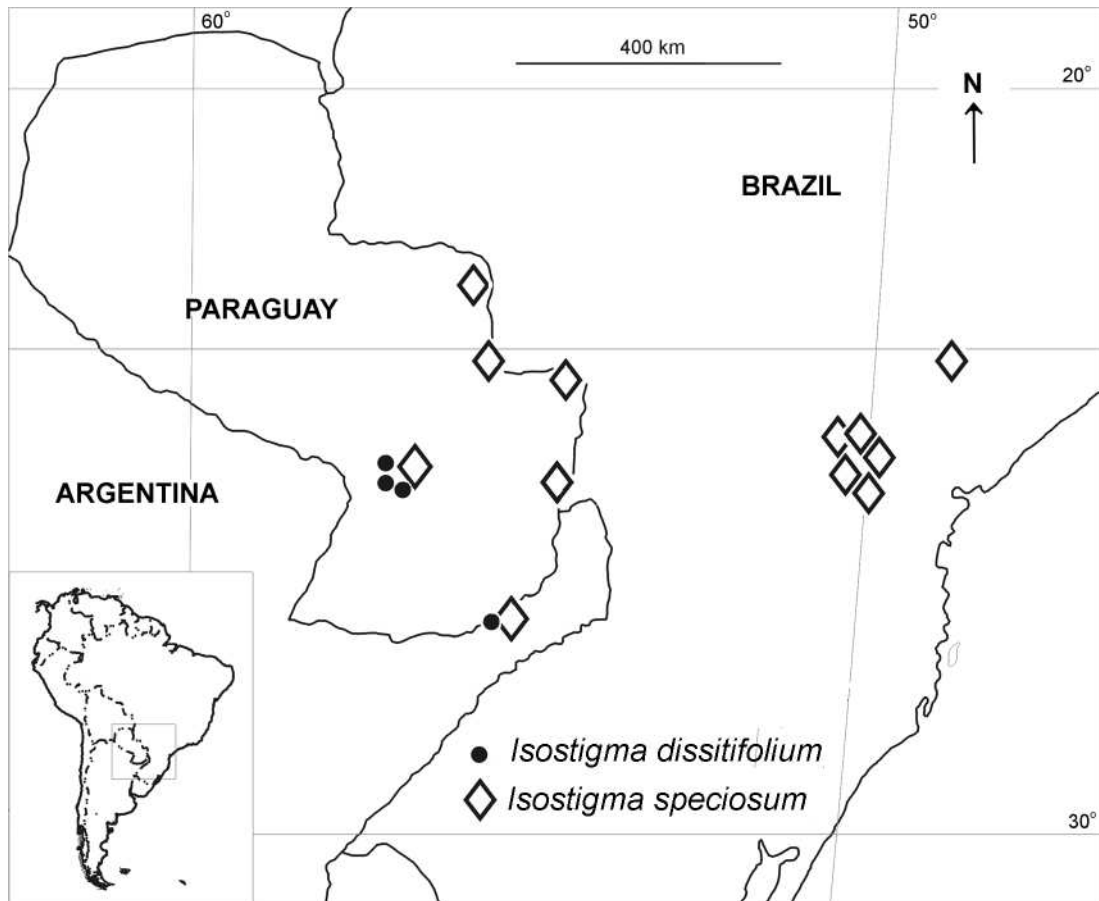 60°
50°
400 km
20°
N
BRAZIL
PARAGUAY
ARGENTINA
Isostigma dissitifolium
Isostigma speciosum
30°